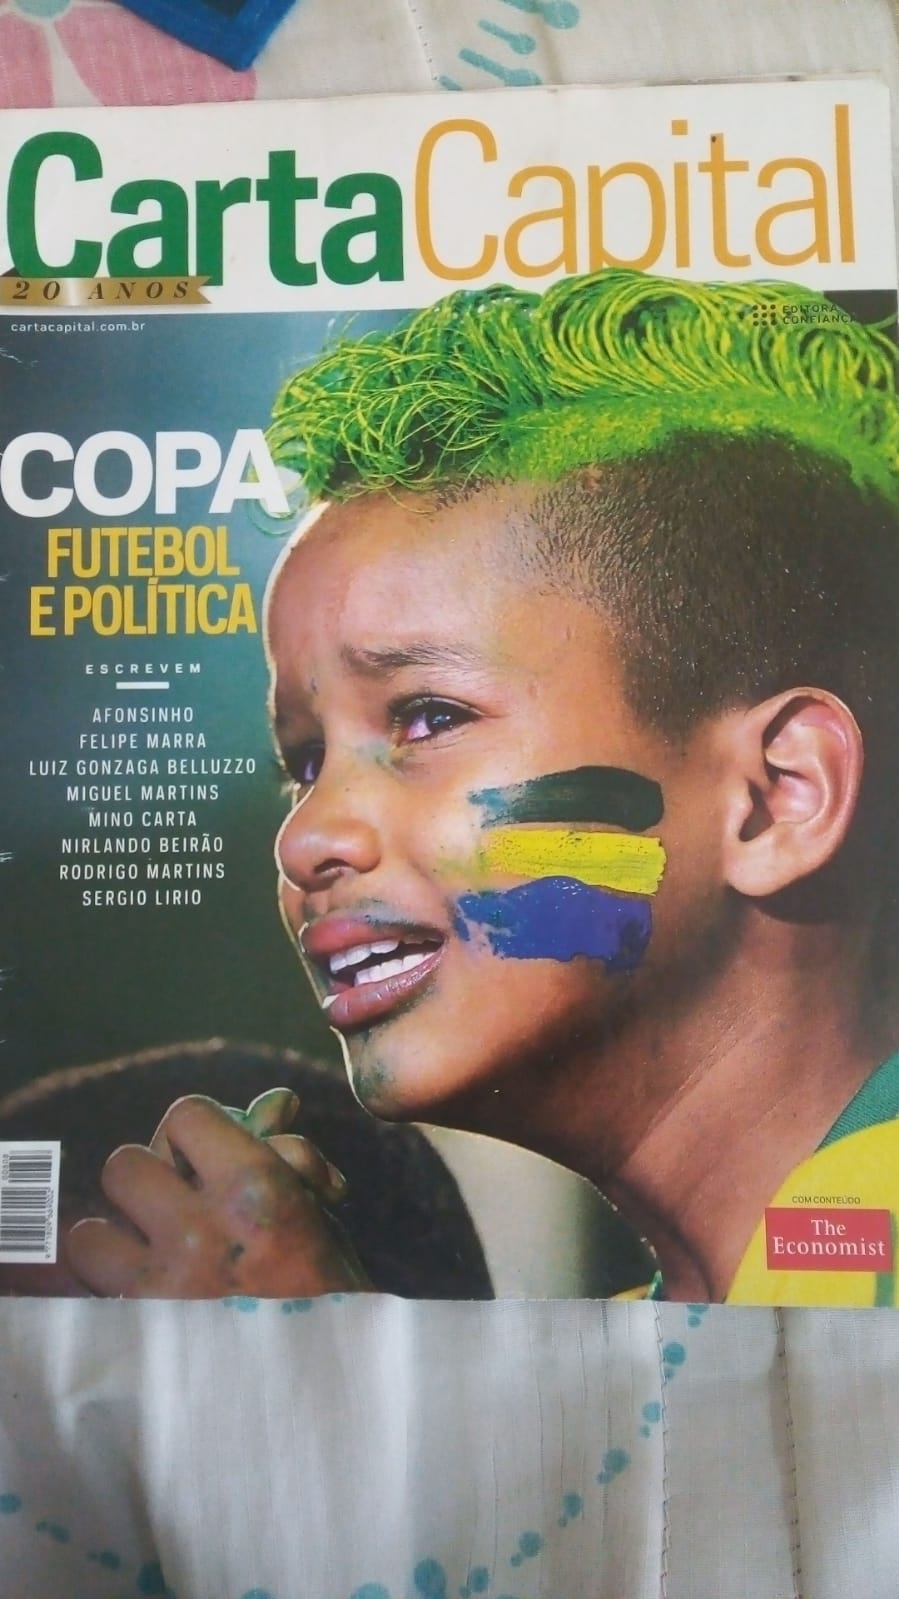 CartaCapital
20 ANOS
cartacapital.com.br
EDITORA
CONFIANÇA
COPA
FUTEBOL
E POLÍTICA
ESCREVEM
AFONSINHO
FELIPE MARRA
LUIZ GONZAGA BELLUZZO
MIGUEL MARTINS
MINO CARTA
NIRLANDO BEIRÃO
RODRIGO MARTINS
SERGIO LIRIO
00808
COM CONTEÚDO
The
Economist